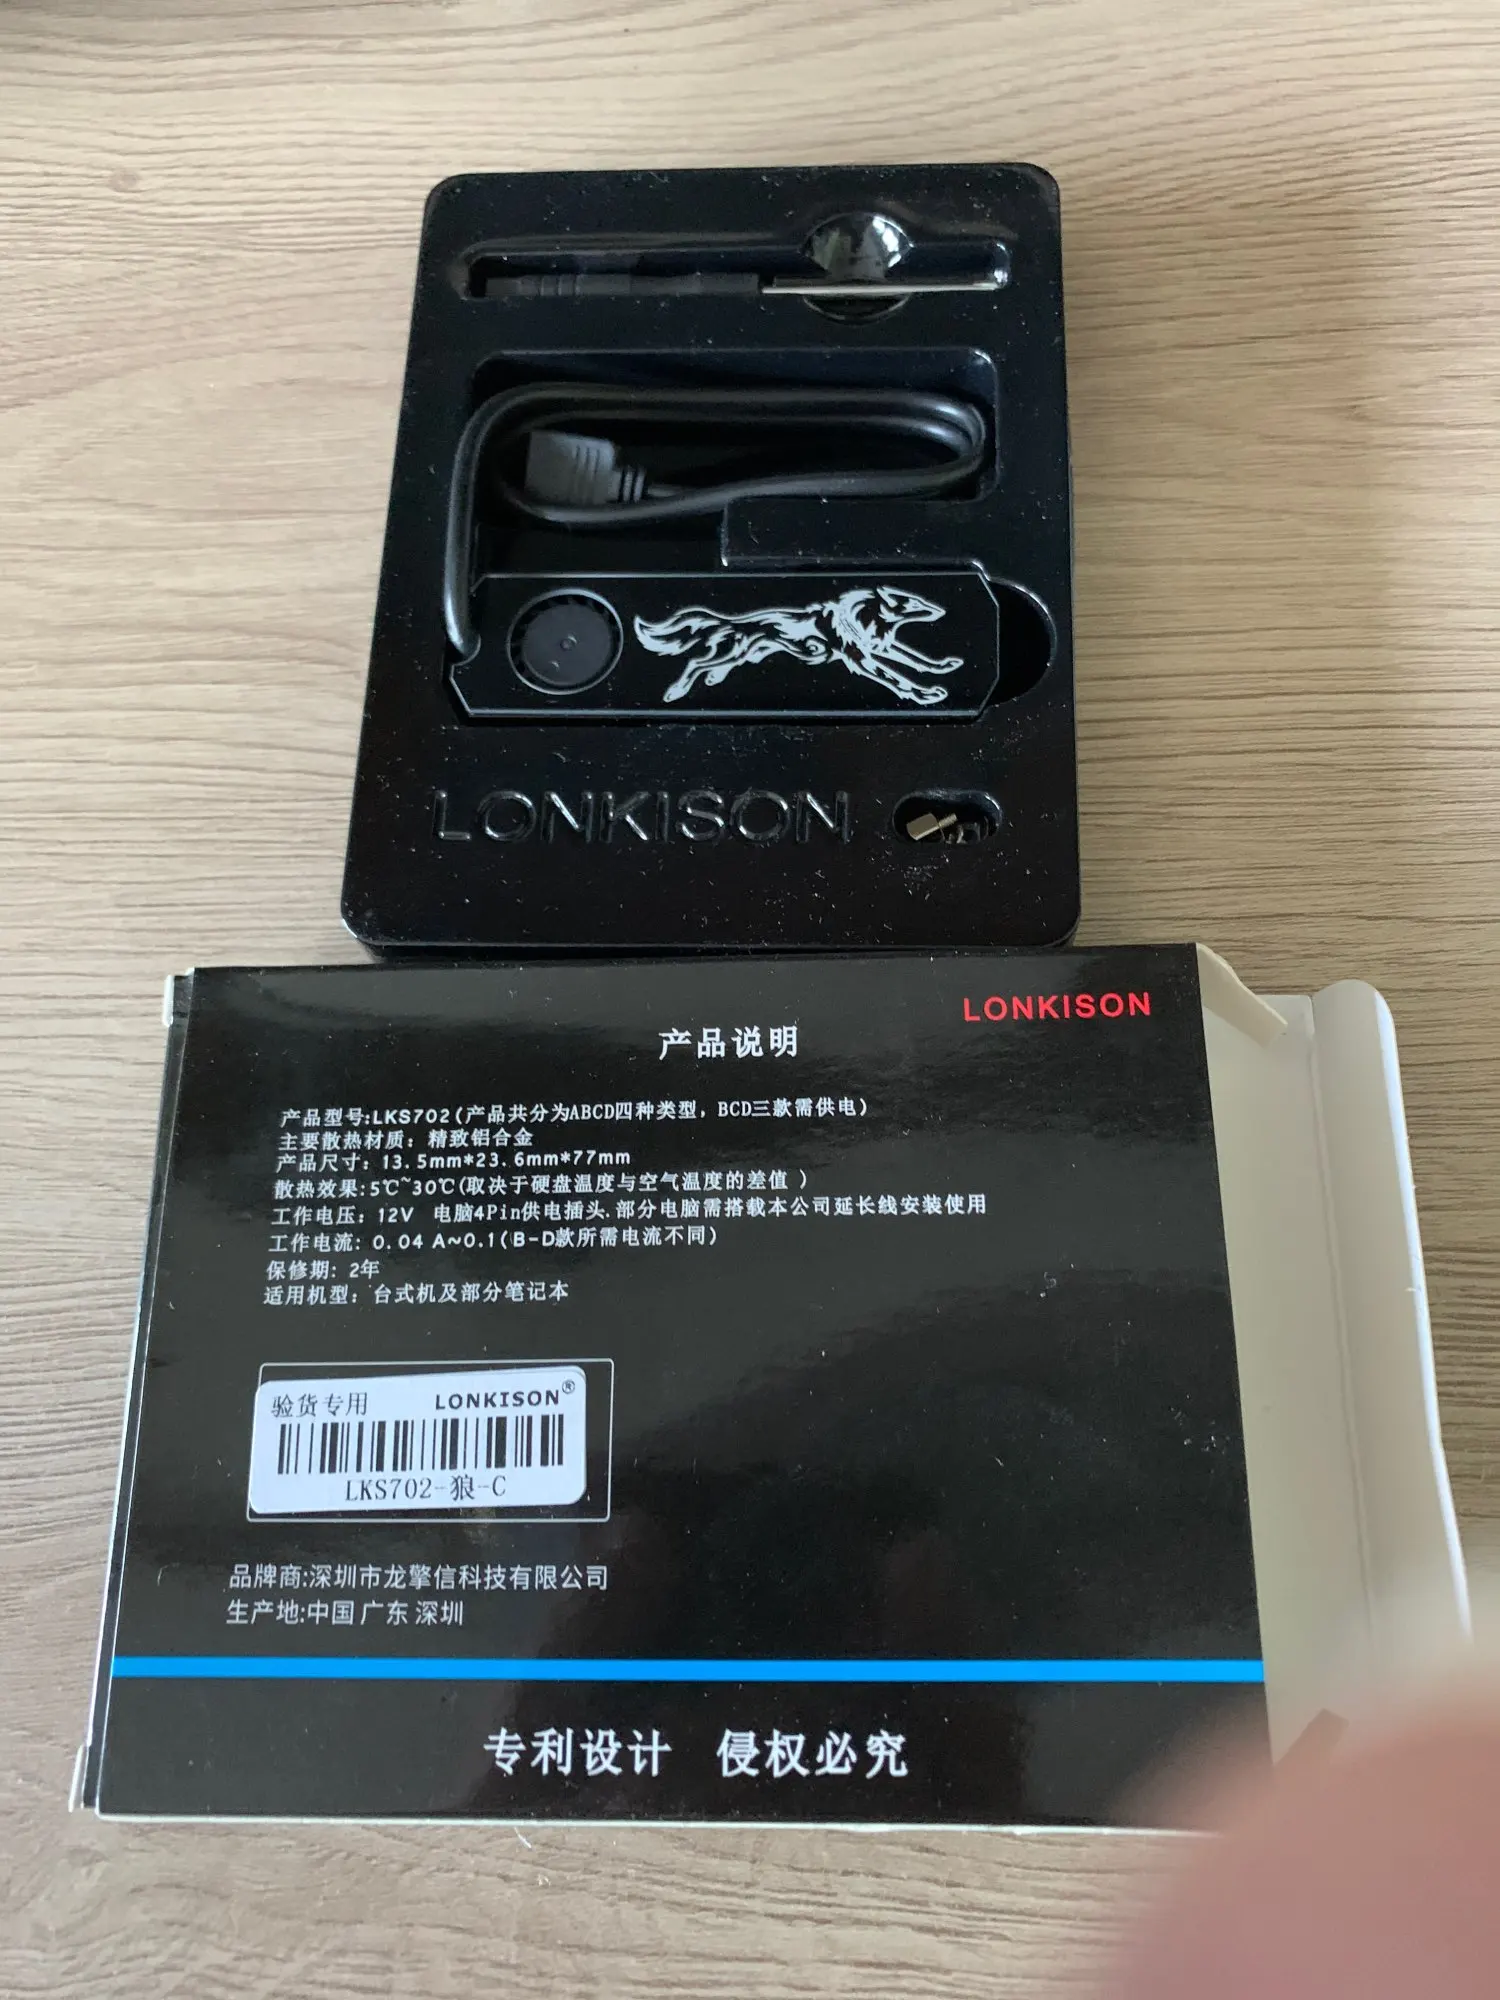 LONKISON
LONKISON
产品说明
产品型号:LKS702(产品共分为ABCD四种类型，BCD三款需供电)
主要散热材质：精致铝合金
产品尺寸：13.5mm*23.6mm*77mm
散热效果:5℃~30℃(取决于硬盘温度与空气温度的差值 )
工作电压：12V 电脑4Pin供电插头.部分电脑需搭载本公司延长线安装使用
工作电流: 0.04 A~0.1(B-D款所需电流不同)
保修期: 2年
适用机型：台式机及部分笔记本
验货专用 LONKISON®
LKS702-狼-C
品牌商:深圳市龙擎信科技有限公司
生产地:中国 广东 深圳
专利设计 侵权必究